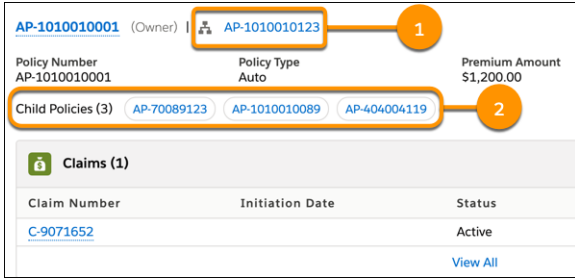 AP-1010010001 (Owner) | AP-1010010123 1
Policy Number Policy Type Premium Amount
AP-1010010001 Auto $1,200.00
Child Policies (3) AP-70089123 AP-1010010089 AP-404004119 2
Claims (1)
Claim Number Initiation Date Status
C-9071652 Active
View All